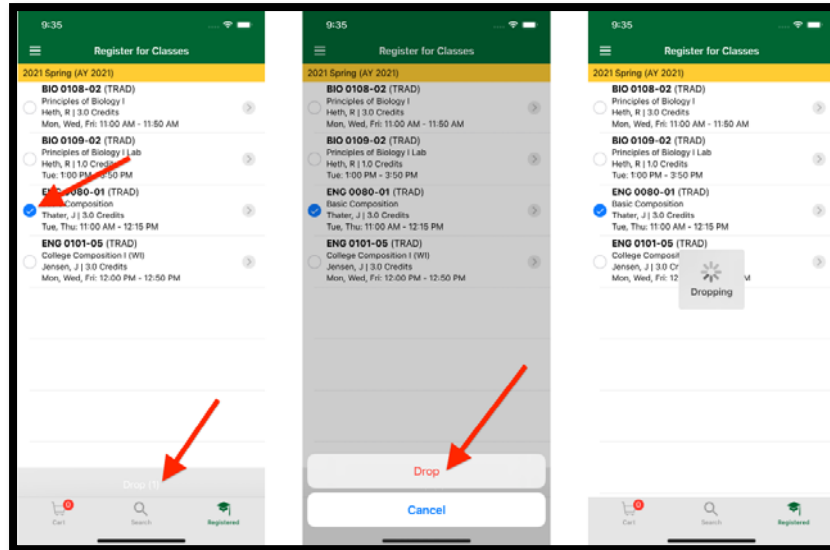 9:35
Register for Classes
2021 Spring (AY 2021)
BIO 0108-02 (TRAD)
Principles of Biology I
Heth, R | 3.0 Credits
Mon, Wed, Fri: 11:00 AM - 11:50 AM
BIO 0109-02 (TRAD)
Principles of Biology I Lab
Heth, R | 1.0 Credits
Tue: 1:00 PM - 3:50 PM
ENG 0080-01 (TRAD)
Composition
Thater, J | 3.0 Credits
Tue, Thu: 11:00 AM - 12:15 PM
ENG 0101-05 (TRAD)
College Composition I (WI)
Jensen, J | 3.0 Credits
Mon, Wed, Fri: 12:00 PM - 12:50 PM
Drop (1)
0
Cart
Search
Registered
9:35
Register for Classes
2021 Spring (AY 2021)
BIO 0108-02 (TRAD)
Principles of Biology I
Heth, R | 3.0 Credits
Mon, Wed, Fri: 11:00 AM - 11:50 AM
BIO 0109-02 (TRAD)
Principles of Biology I Lab
Heth, R | 1.0 Credits
Tue: 1:00 PM - 3:50 PM
ENG 0080-01 (TRAD)
Basic Composition
Thater, J | 3.0 Credits
Tue, Thu: 11:00 AM - 12:15 PM
ENG 0101-05 (TRAD)
College Composition I (WI)
Jensen, J | 3.0 Credits
Mon, Wed, Fri: 12:00 PM - 12:50 PM
Drop
Cancel
9:35
Register for Classes
2021 Spring (AY 2021)
BIO 0108-02 (TRAD)
Principles of Biology I
Heth, R | 3.0 Credits
Mon, Wed, Fri: 11:00 AM - 11:50 AM
BIO 0109-02 (TRAD)
Principles of Biology I Lab
Heth, R | 1.0 Credits
Tue: 1:00 PM - 3:50 PM
ENG 0080-01 (TRAD)
Basic Composition
Thater, J | 3.0 Credits
Tue, Thu: 11:00 AM - 12:15 PM
ENG 0101-05 (TRAD)
College Composit
Jensen, J | 3.0 Cr
Mon, Wed, Fri: 12 M
Dropping
0
Cart
Search
Registered